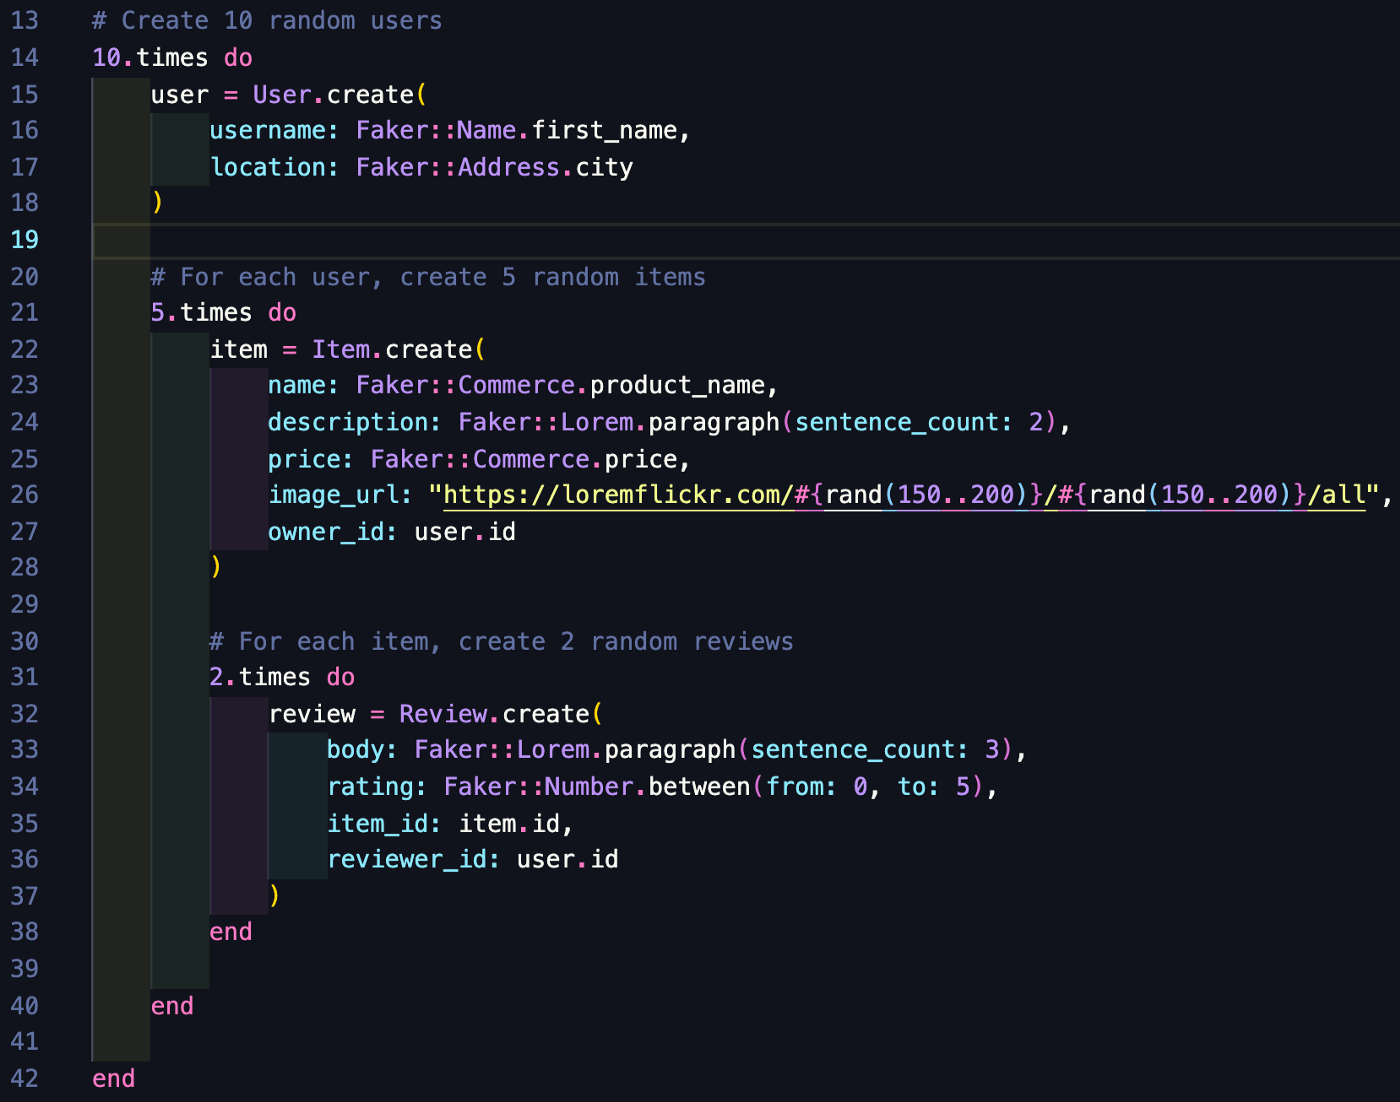 13 # Create 10 random users
14 10.times do
15     user = User.create(
16         username: Faker::Name.first_name,
17         location: Faker::Address.city
18     )
19
20     # For each user, create 5 random items
21     5.times do
22         item = Item.create(
23             name: Faker::Commerce.product_name,
24             description: Faker::Lorem.paragraph(sentence_count: 2),
25             price: Faker::Commerce.price,
26             image_url: "https://loremflickr.com/#{rand(150..200)}/#{rand(150..200)}/all",
27             owner_id: user.id
28         )
29
30         # For each item, create 2 random reviews
31         2.times do
32             review = Review.create(
33                 body: Faker::Lorem.paragraph(sentence_count: 3),
34                 rating: Faker::Number.between(from: 0, to: 5),
35                 item_id: item.id,
36                 reviewer_id: user.id
37             )
38         end
39
40     end
41
42 end